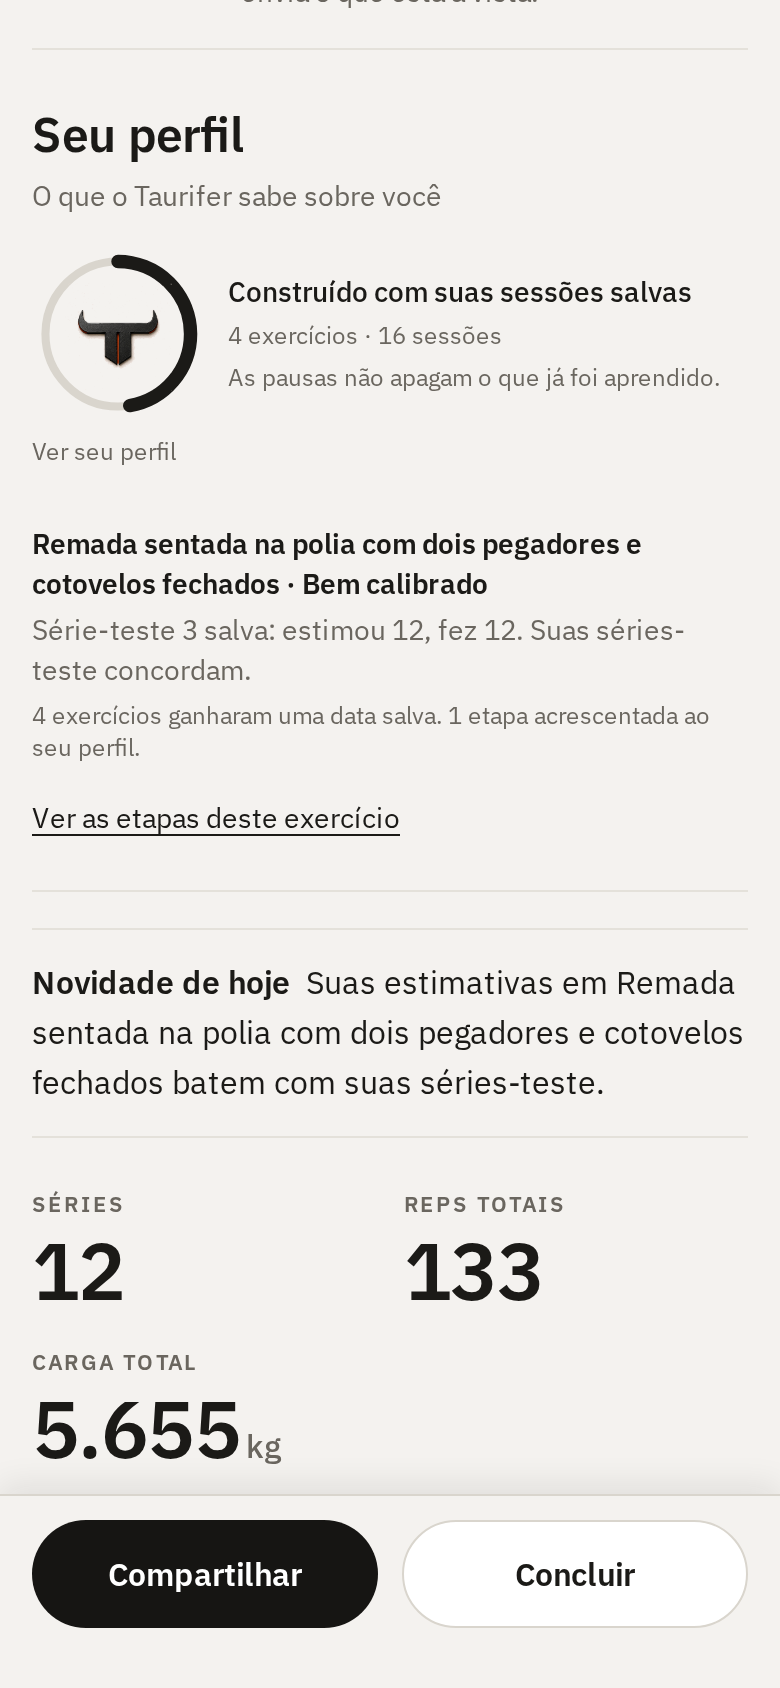 Seu perfil
O que o Taurifer sabe sobre você
Construído com suas sessões salvas
4 exercícios · 16 sessões
As pausas não apagam o que já foi aprendido.
Ver seu perfil
Remada sentada na polia com dois pegadores e
cotovelos fechados · Bem calibrado
Série-teste 3 salva: estimou 12, fez 12. Suas séries-
teste concordam.
4 exercícios ganharam uma data salva. 1 etapa acrescentada ao
seu perfil.
Ver as etapas deste exercício
Novidade de hoje Suas estimativas em Remada
sentada na polia com dois pegadores e cotovelos
fechados batem com suas séries-teste.
SÉRIES
REPS TOTAIS
12
133
CARGA TOTAL
5.655 kg
Compartilhar
Concluir